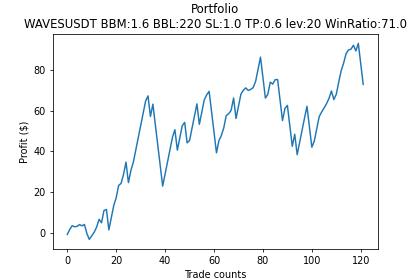 Portfolio
WAVESUSDT BBM:1.6 BBL:220 SL:1.0 TP:0.6 lev:20 WinRatio:71.0
Profit ($)
80
60
40
20
0
0 20 40 60 80 100 120
Trade counts